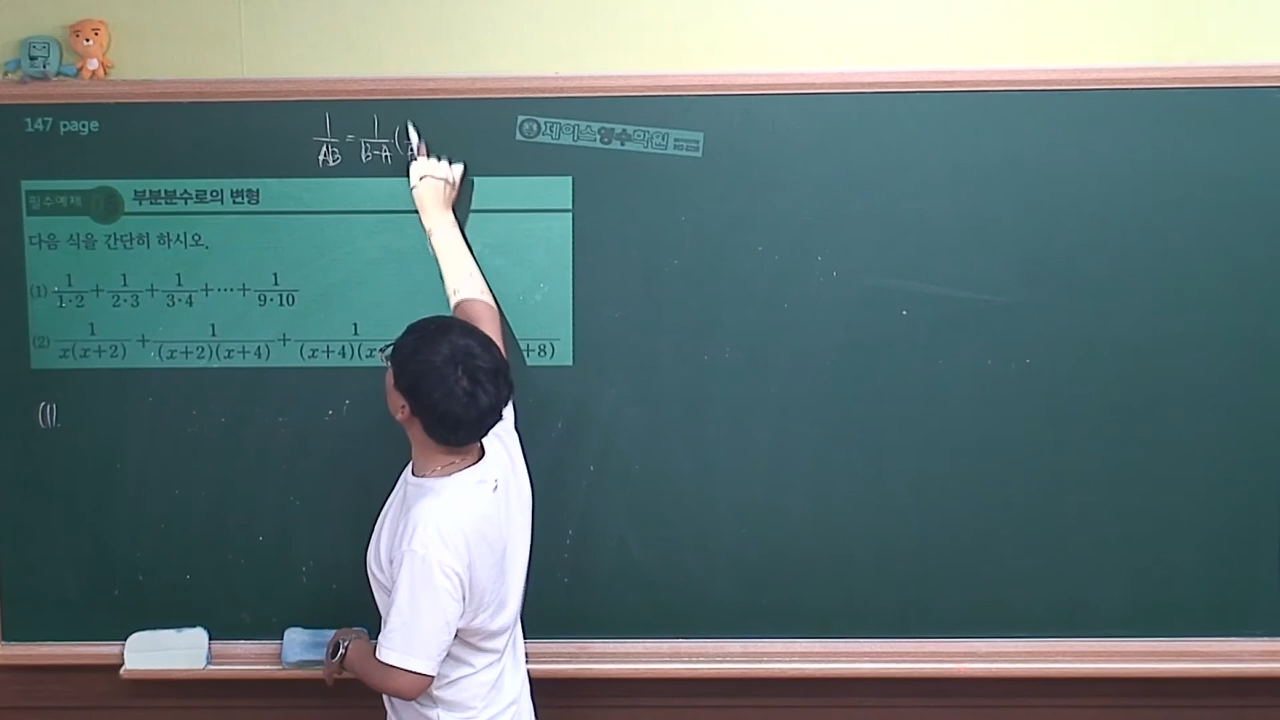 147 page
1/AB = 1/B-A (1/A
제이스영수학원
필수예제 05 부분분수로의 변형
다음 식을 간단히 하시오.
(1) 1/1·2 + 1/2·3 + 1/3·4 + ··· + 1/9·10
(2) 1/x(x+2) + 1/(x+2)(x+4) + 1/(x+4)(x +8)
(1).